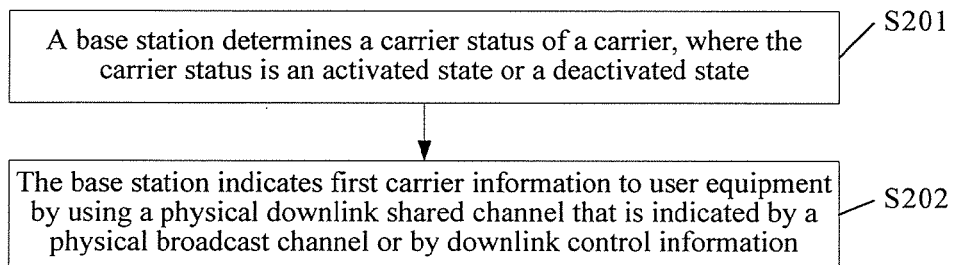 A base station determines a carrier status of a carrier, where the
carrier status is an activated state or a deactivated state
S201
The base station indicates first carrier information to user equipment
by using a physical downlink shared channel that is indicated by a
physical broadcast channel or by downlink control information
S202